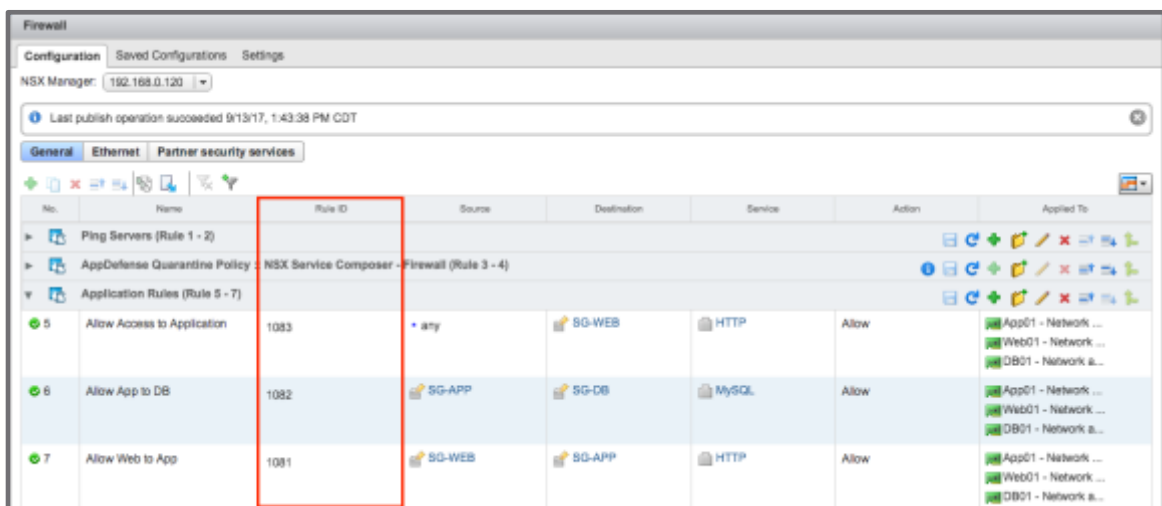 Firewall
Configuration Saved Configurations Settings
NSX Manager: 192.168.0.120
Last publish operation succeeded 9/13/17, 1:43:38 PM CDT
General Ethernet Partner security services
No. Name Rule ID Source Destination Service Action Applied To
Ping Servers (Rule 1 - 2)
AppDefense Quarantine Policy :: NSX Service Composer - Firewall (Rule 3 - 4)
Application Rules (Rule 5 - 7)
5 Allow Access to Application 1083 any SG-WEB HTTP Allow App01 - Network ...
Web01 - Network ...
DB01 - Network a...
6 Allow App to DB 1082 SG-APP SG-DB MySQL Allow App01 - Network ...
Web01 - Network ...
DB01 - Network a...
7 Allow Web to App 1081 SG-WEB SG-APP HTTP Allow App01 - Network ...
Web01 - Network ...
DB01 - Network a...